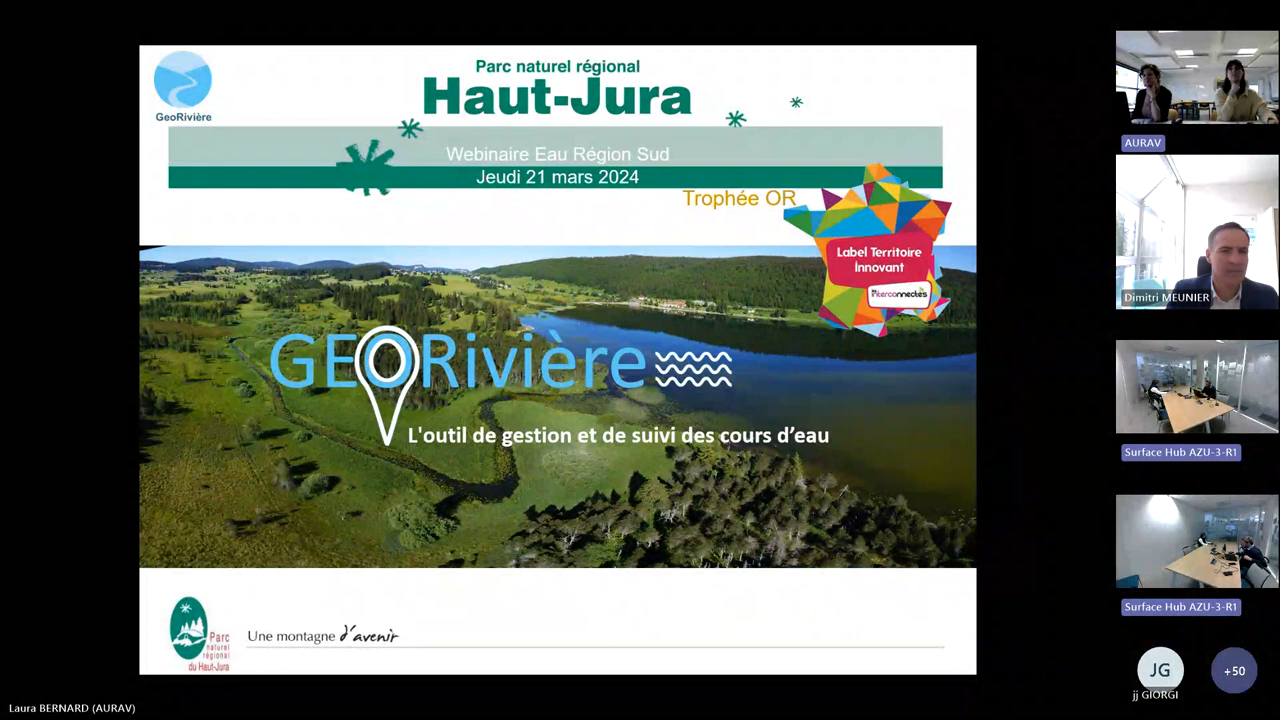 GeoRivière
Parc naturel régional
Haut-Jura
Webinaire Eau Région Sud
Jeudi 21 mars 2024
Trophée OR
Label Territoire
Innovant
interconnectés
GEORivière
L'outil de gestion et de suivi des cours d'eau
Parc
naturel
régional
du Haut-Jura
Une montagne d'avenir
AURAV
Dimitri MEUNIER
Surface Hub AZU-3-R1
Surface Hub AZU-3-R1
JG
+50
jj GIORGI
Laura BERNARD (AURAV)